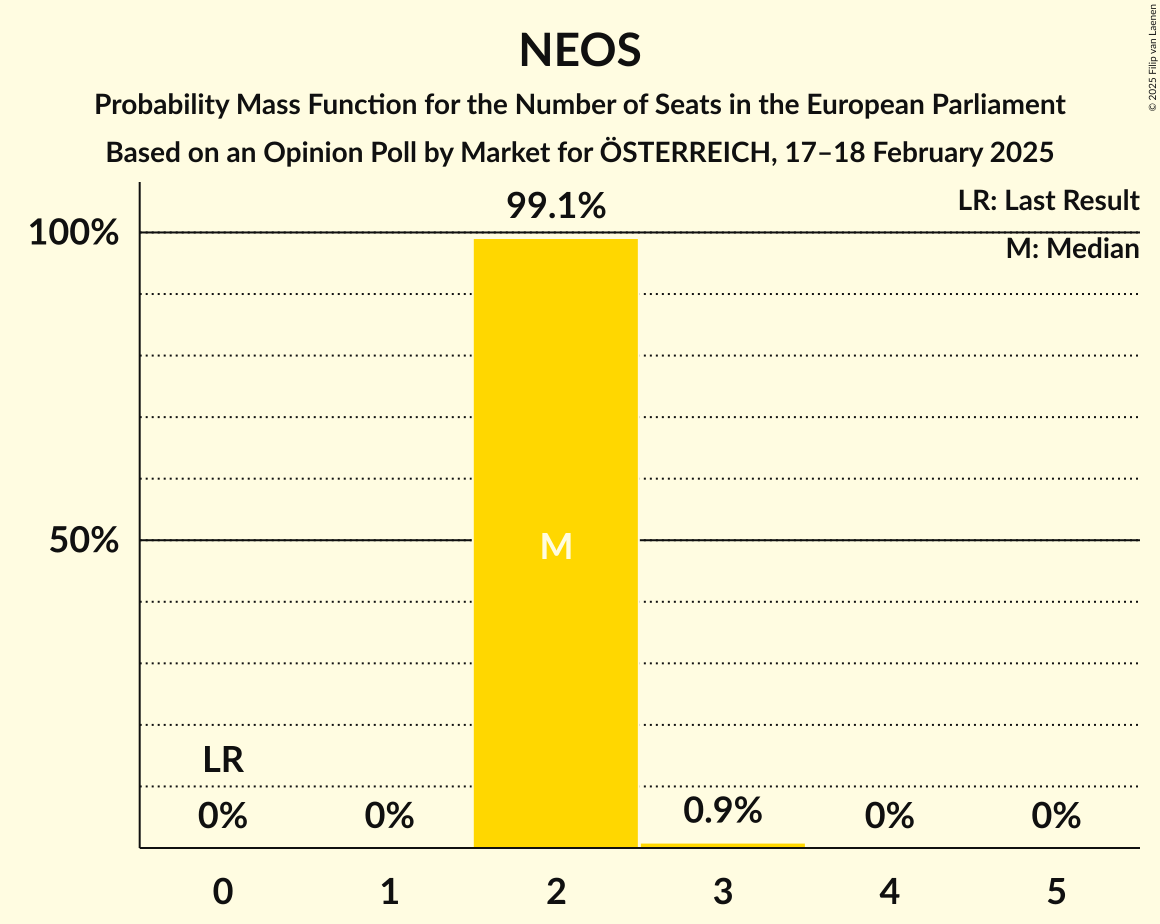 NEOS
Probability Mass Function for the Number of Seats in the European Parliament
Based on an Opinion Poll by Market for ÖSTERREICH, 17–18 February 2025
© 2025 Filip van Laenen
LR: Last Result
M: Median
99.1%
100%
50%
M
LR
0%
0%
0.9%
0%
0%
0
1
2
3
4
5